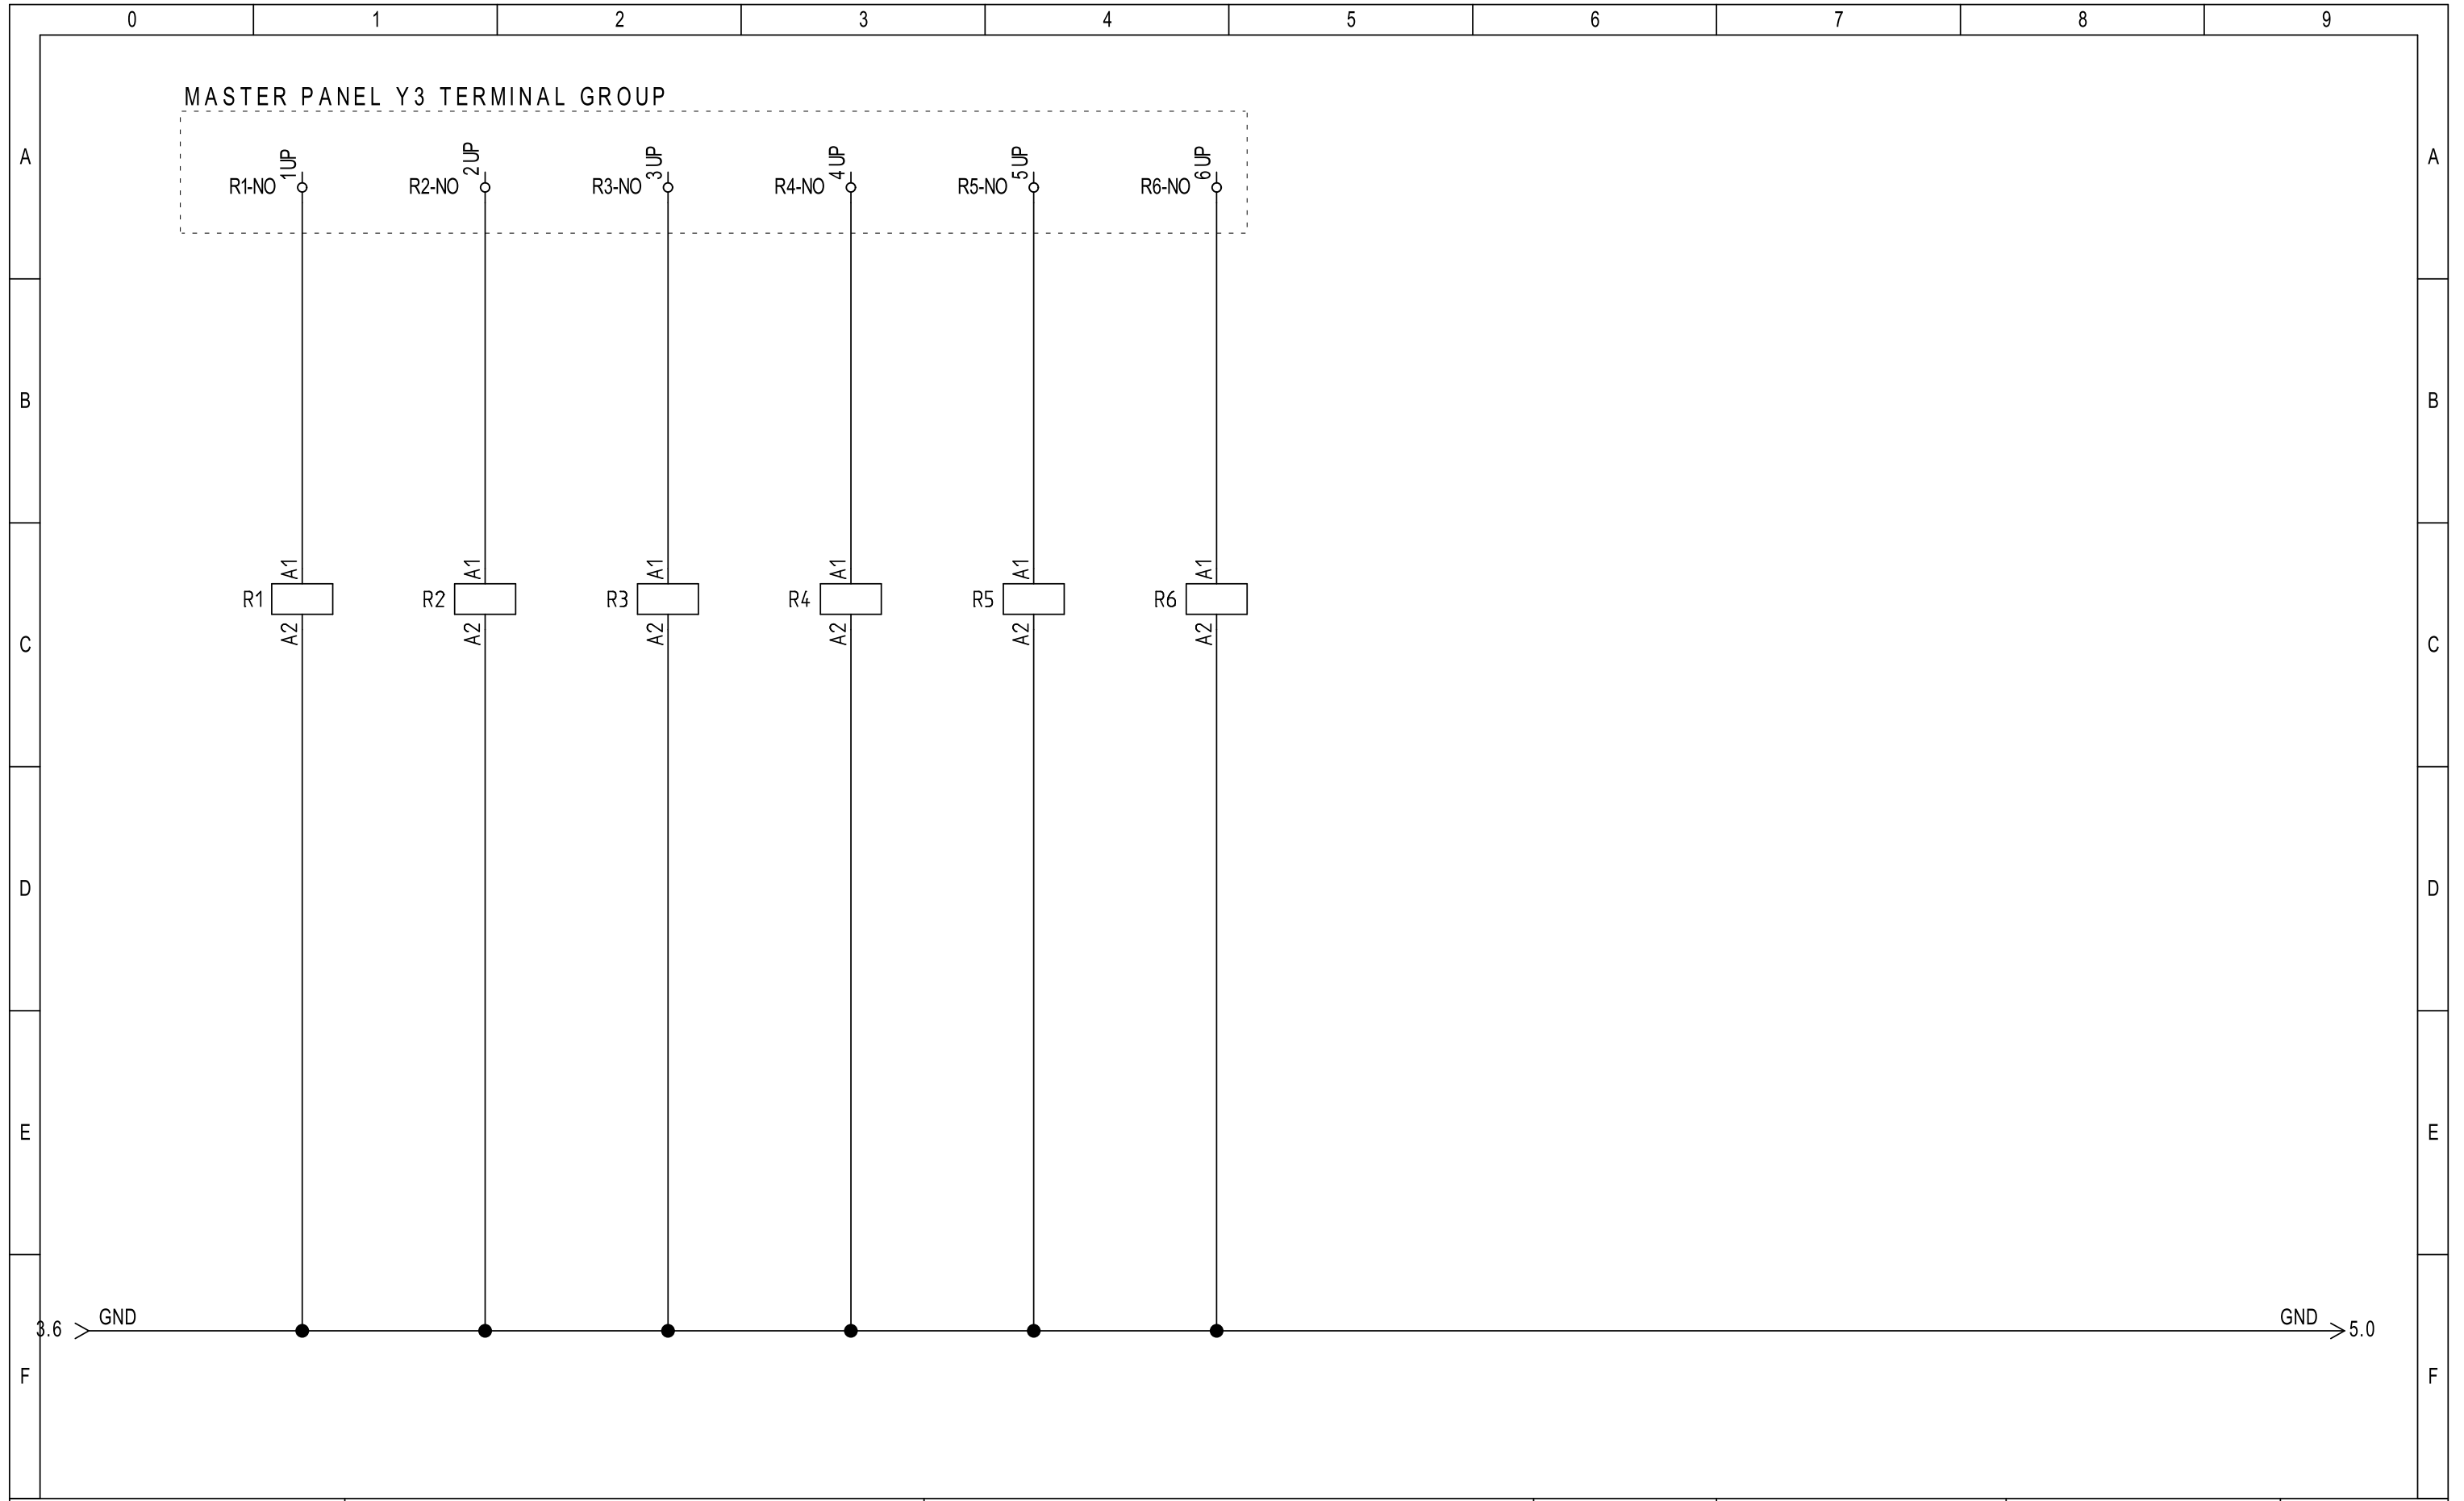 0 1 2 3 4 5 6 7 8 9
MASTER PANEL Y3 TERMINAL GROUP
A A
1UP 2UP 3UP 4UP 5UP 6UP
R1-NO R2-NO R3-NO R4-NO R5-NO R6-NO
B B
A1 A1 A1 A1 A1 A1
R1 R2 R3 R4 R5 R6
A2 A2 A2 A2 A2 A2
C C
D D
E E
GND GND
3.6 5.0
F F